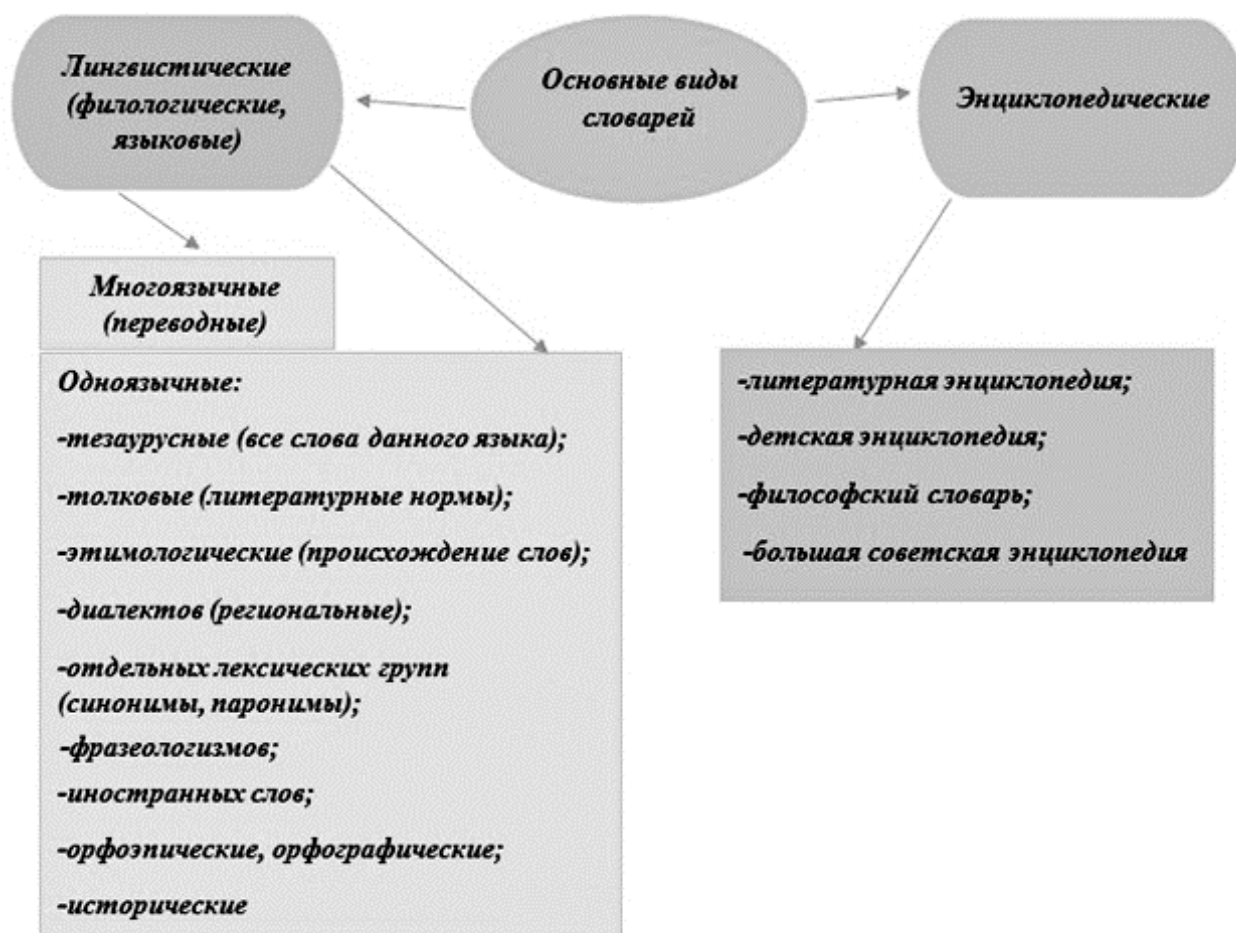 Лингвистические
(филологические,
языковые)
Основные виды
словарей
Энциклопедические
Многоязычные
(переводные)
Одноязычные:
-тезаурусные (все слова данного языка);
-толковые (литературные нормы);
-этимологические (происхождение слов);
-диалектов (региональные);
-отдельных лексических групп
(синонимы, паронимы);
-фразеологизмов;
-иностранных слов;
-орфоэпические, орфографические;
-исторические
-литературная энциклопедия;
-детская энциклопедия;
-философский словарь;
-большая советская энциклопедия